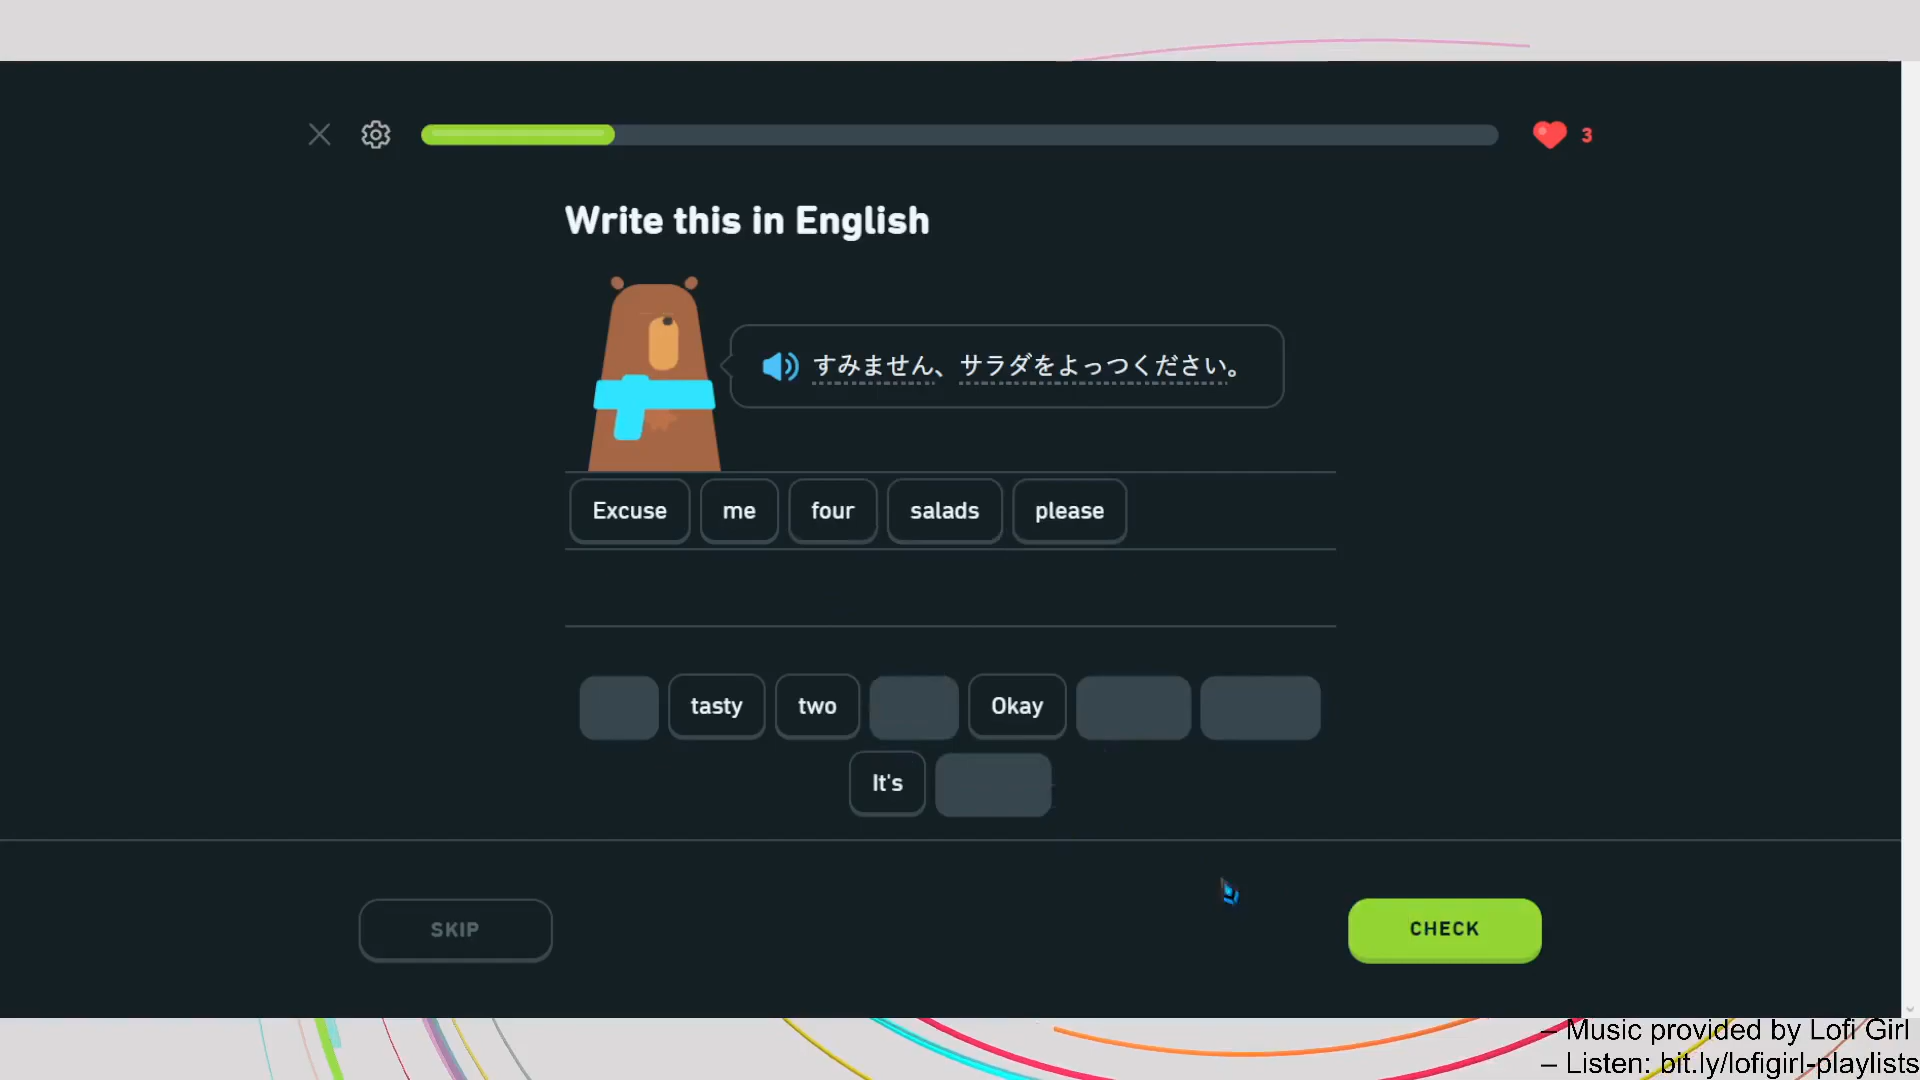 3
Write this in English
すみません、サラダをよっつください。
Excuse me four salads please
tasty two Okay
It's
SKIP
CHECK
– Music provided by Lofi Girl
– Listen: bit.ly/lofigirl-playlists